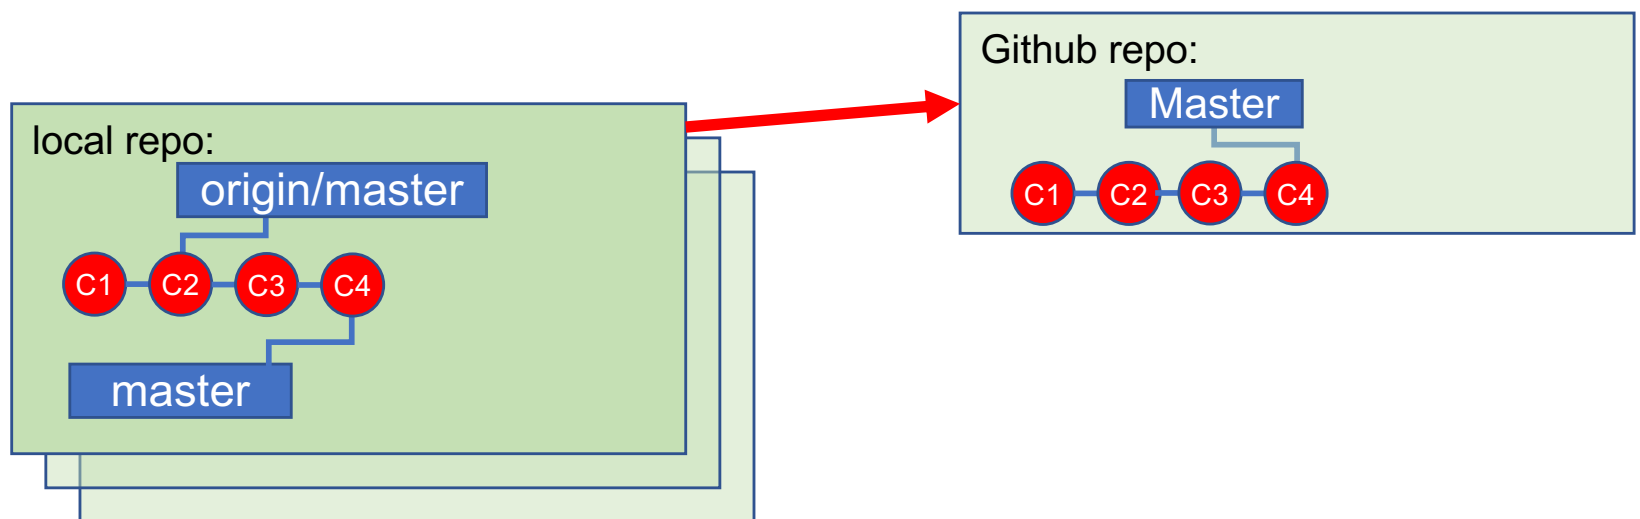 Github repo:
Master
C1 C2 C3 C4
local repo:
origin/master
C1 C2 C3 C4
master